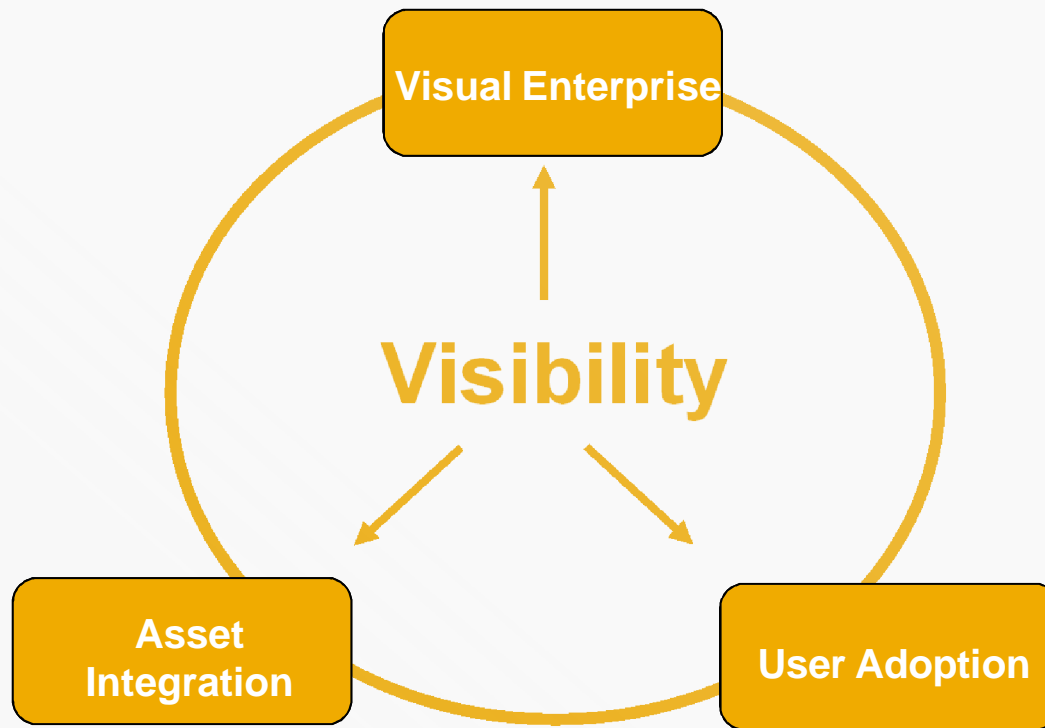 Visual Enterprise
Visibility
Asset
Integration
User Adoption